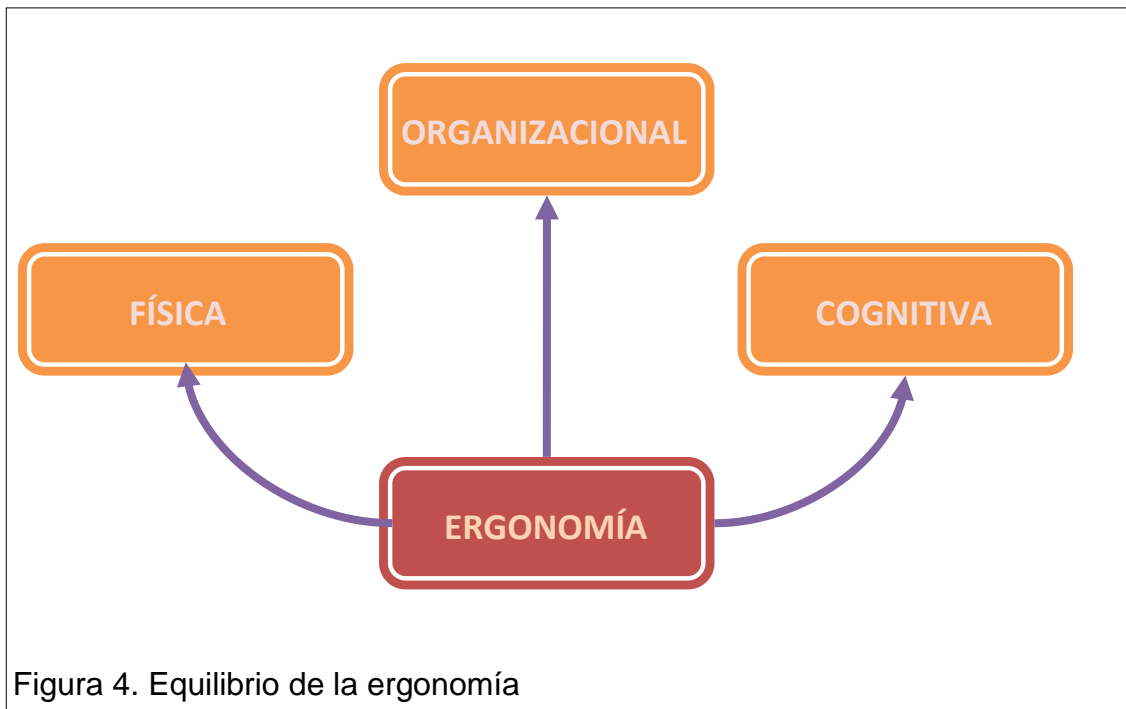 ORGANIZACIONAL
FÍSICA
COGNITIVA
ERGONOMÍA
Figura 4. Equilibrio de la ergonomía